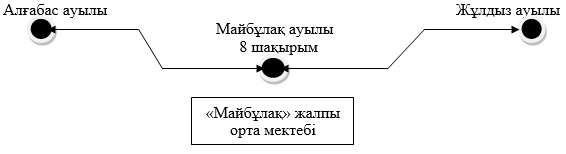 Алғабас ауылы
Жұлдыз ауылы
Майбұлақ ауылы
8 шақырым
«Майбұлақ» жалпы
орта мектебі